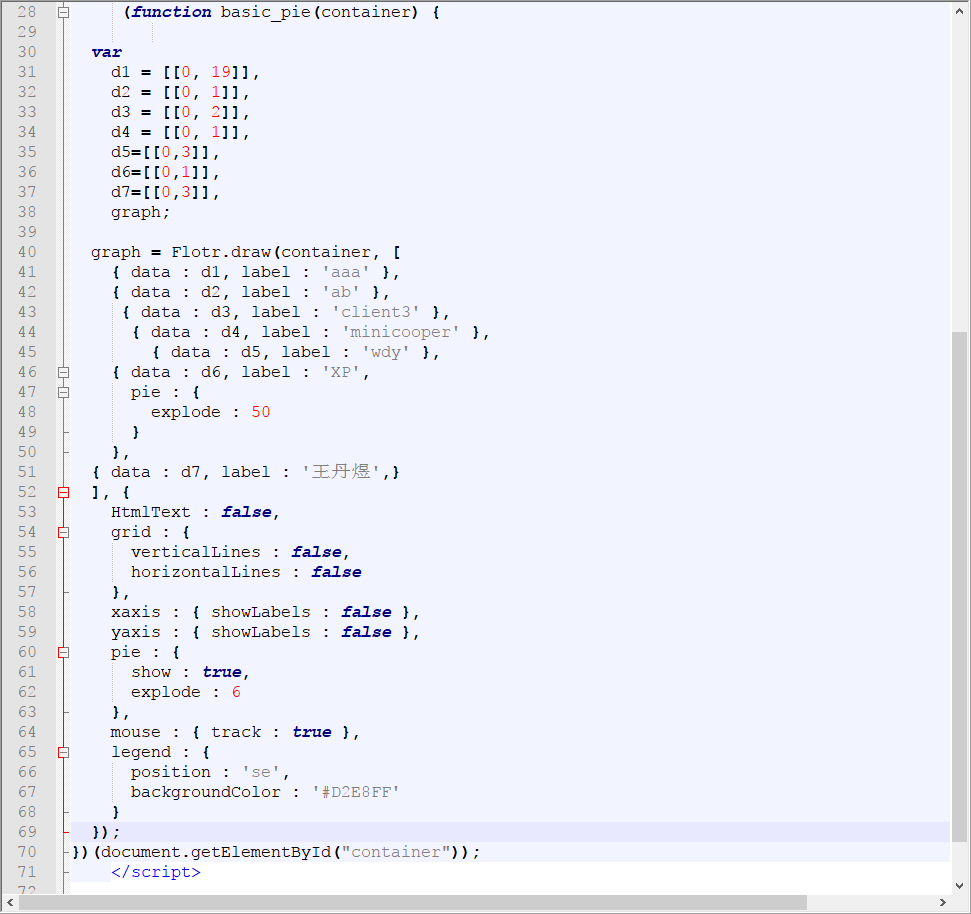 28 (function basic_pie(container) {
29
30 var
31 d1 = [[0, 19]],
32 d2 = [[0, 1]],
33 d3 = [[0, 2]],
34 d4 = [[0, 1]],
35 d5=[[0,3]],
36 d6=[[0,1]],
37 d7=[[0,3]],
38 graph;
39
40 graph = Flotr.draw(container, [
41 { data : d1, label : 'aaa' },
42 { data : d2, label : 'ab' },
43 { data : d3, label : 'client3' },
44 { data : d4, label : 'minicooper' },
45 { data : d5, label : 'wdy' },
46 { data : d6, label : 'XP',
47 pie : {
48 explode : 50
49 }
50 },
51 { data : d7, label : '王丹煜',}
52 ], {
53 HtmlText : false,
54 grid : {
55 verticalLines : false,
56 horizontalLines : false
57 },
58 xaxis : { showLabels : false },
59 yaxis : { showLabels : false },
60 pie : {
61 show : true,
62 explode : 6
63 },
64 mouse : { track : true },
65 legend : {
66 position : 'se',
67 backgroundColor : '#D2E8FF'
68 }
69 });
70 })(document.getElementById("container"));
71 </script>
72